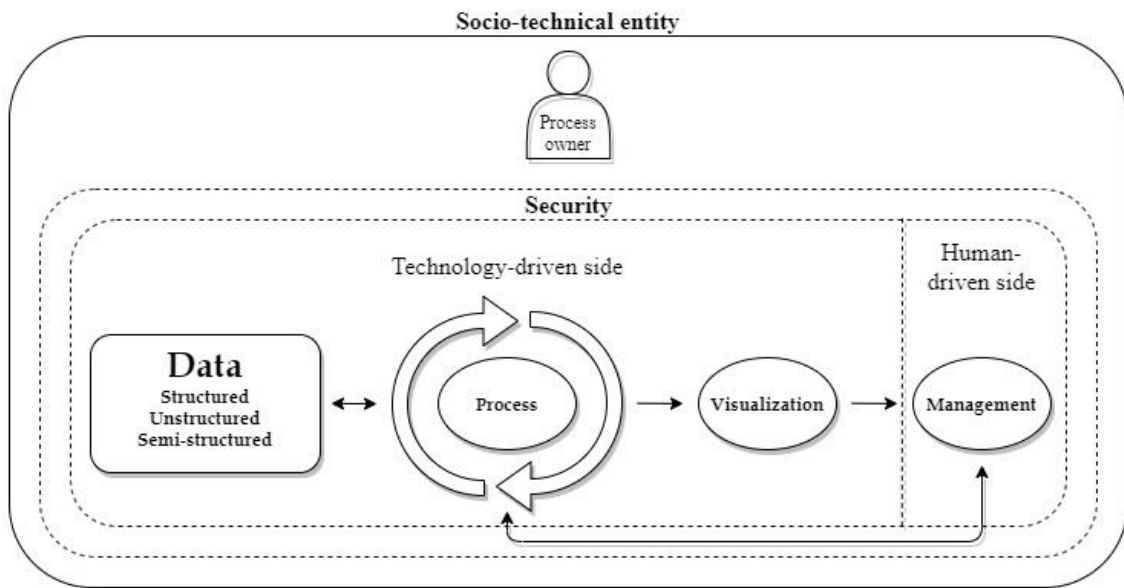 Socio-technical entity
Process
owner
Security
Technology-driven side
Human-
driven side
Data
Structured
Unstructured
Semi-structured
Process
Visualization
Management